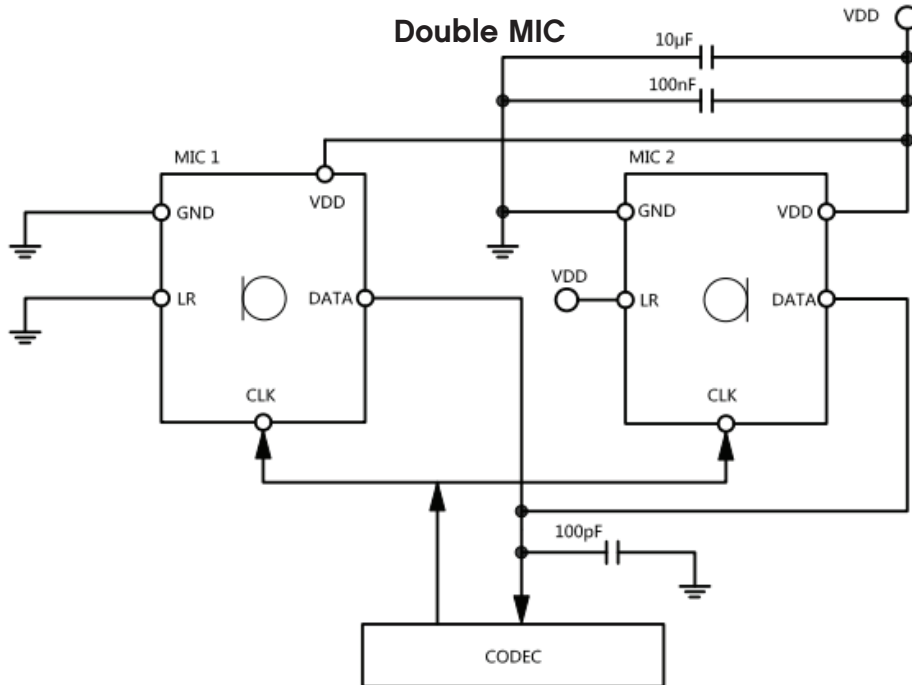 Double MIC
VDD
10μF
100nF
MIC 1
MIC 2
VDD
GND
GND
VDD
VDD
LR
DATA
LR
DATA
CLK
CLK
100pF
CODEC